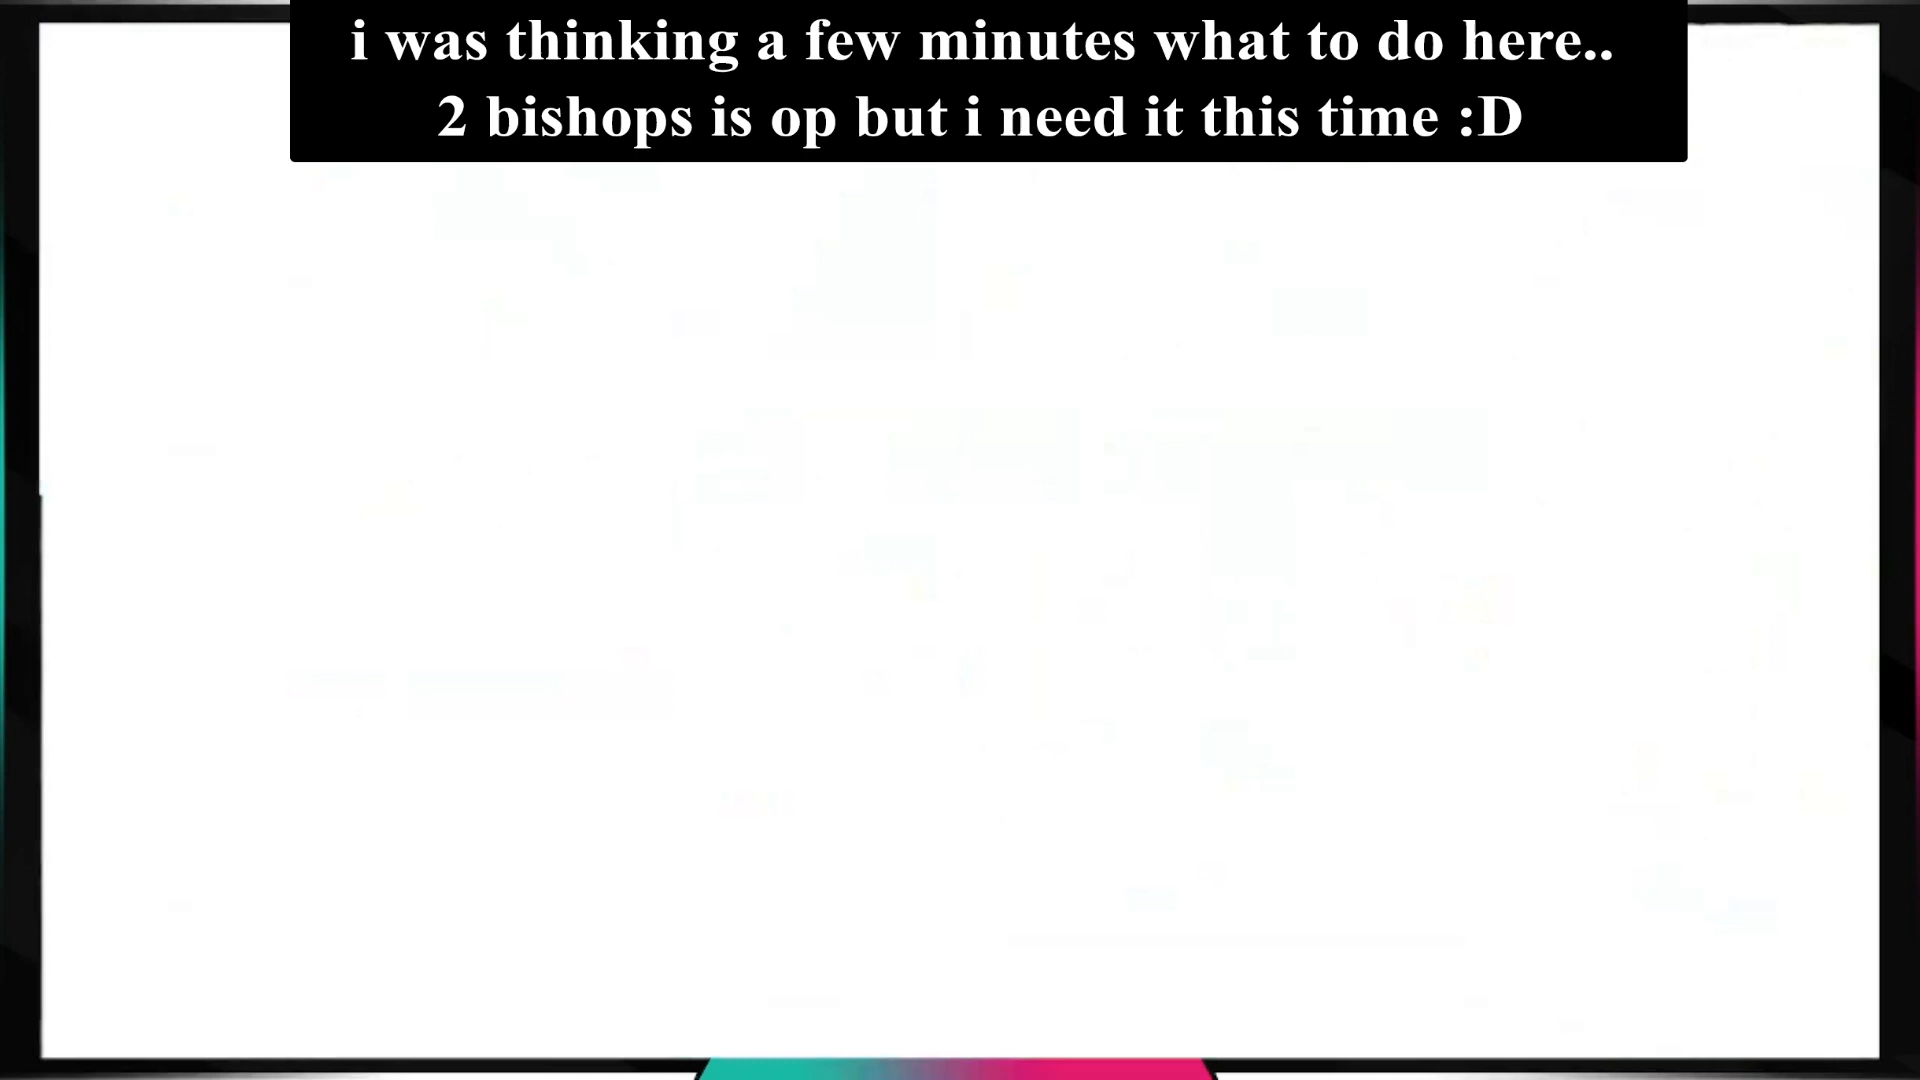 i was thinking a few minutes what to do here..
2 bishops is op but i need it this time :D